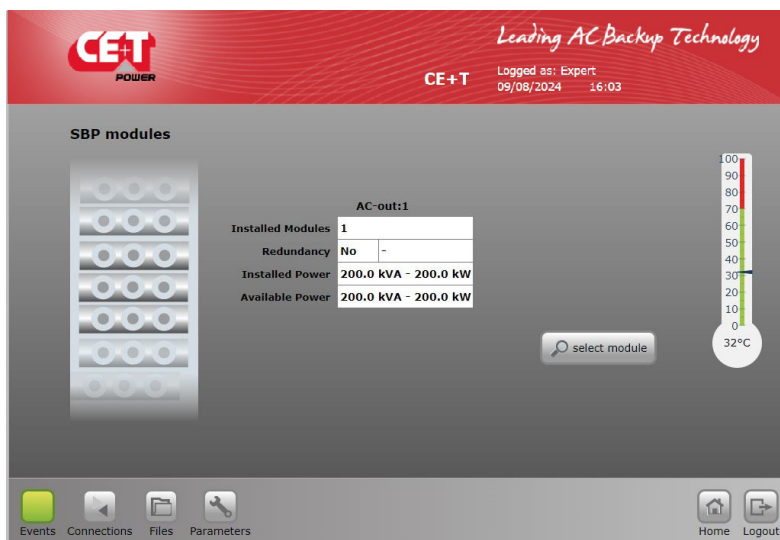 CE+T
POWER
Leading AC Backup Technology
CE+T
Logged as: Expert
09/08/2024 16:03
SBP modules
AC-out:1
Installed Modules 1
Redundancy No -
Installed Power 200.0 kVA - 200.0 kW
Available Power 200.0 kVA - 200.0 kW
select module
100
90
80
70
60
50
40
30
20
10
0
32°C
Events Connections Files Parameters Home Logout